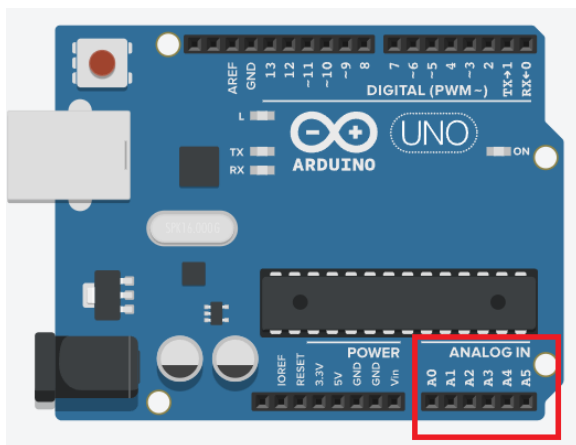 AREF
GND
13
12
~11
~10
~9
8
7
~6
~5
4
~3
2
TX→1
RX←0
DIGITAL (PWM ~)
L
TX
RX
ARDUINO
UNO
ON
POWER
ANALOG IN
IOREF
RESET
3.3V
5V
GND
GND
Vin
A0
A1
A2
A3
A4
A5